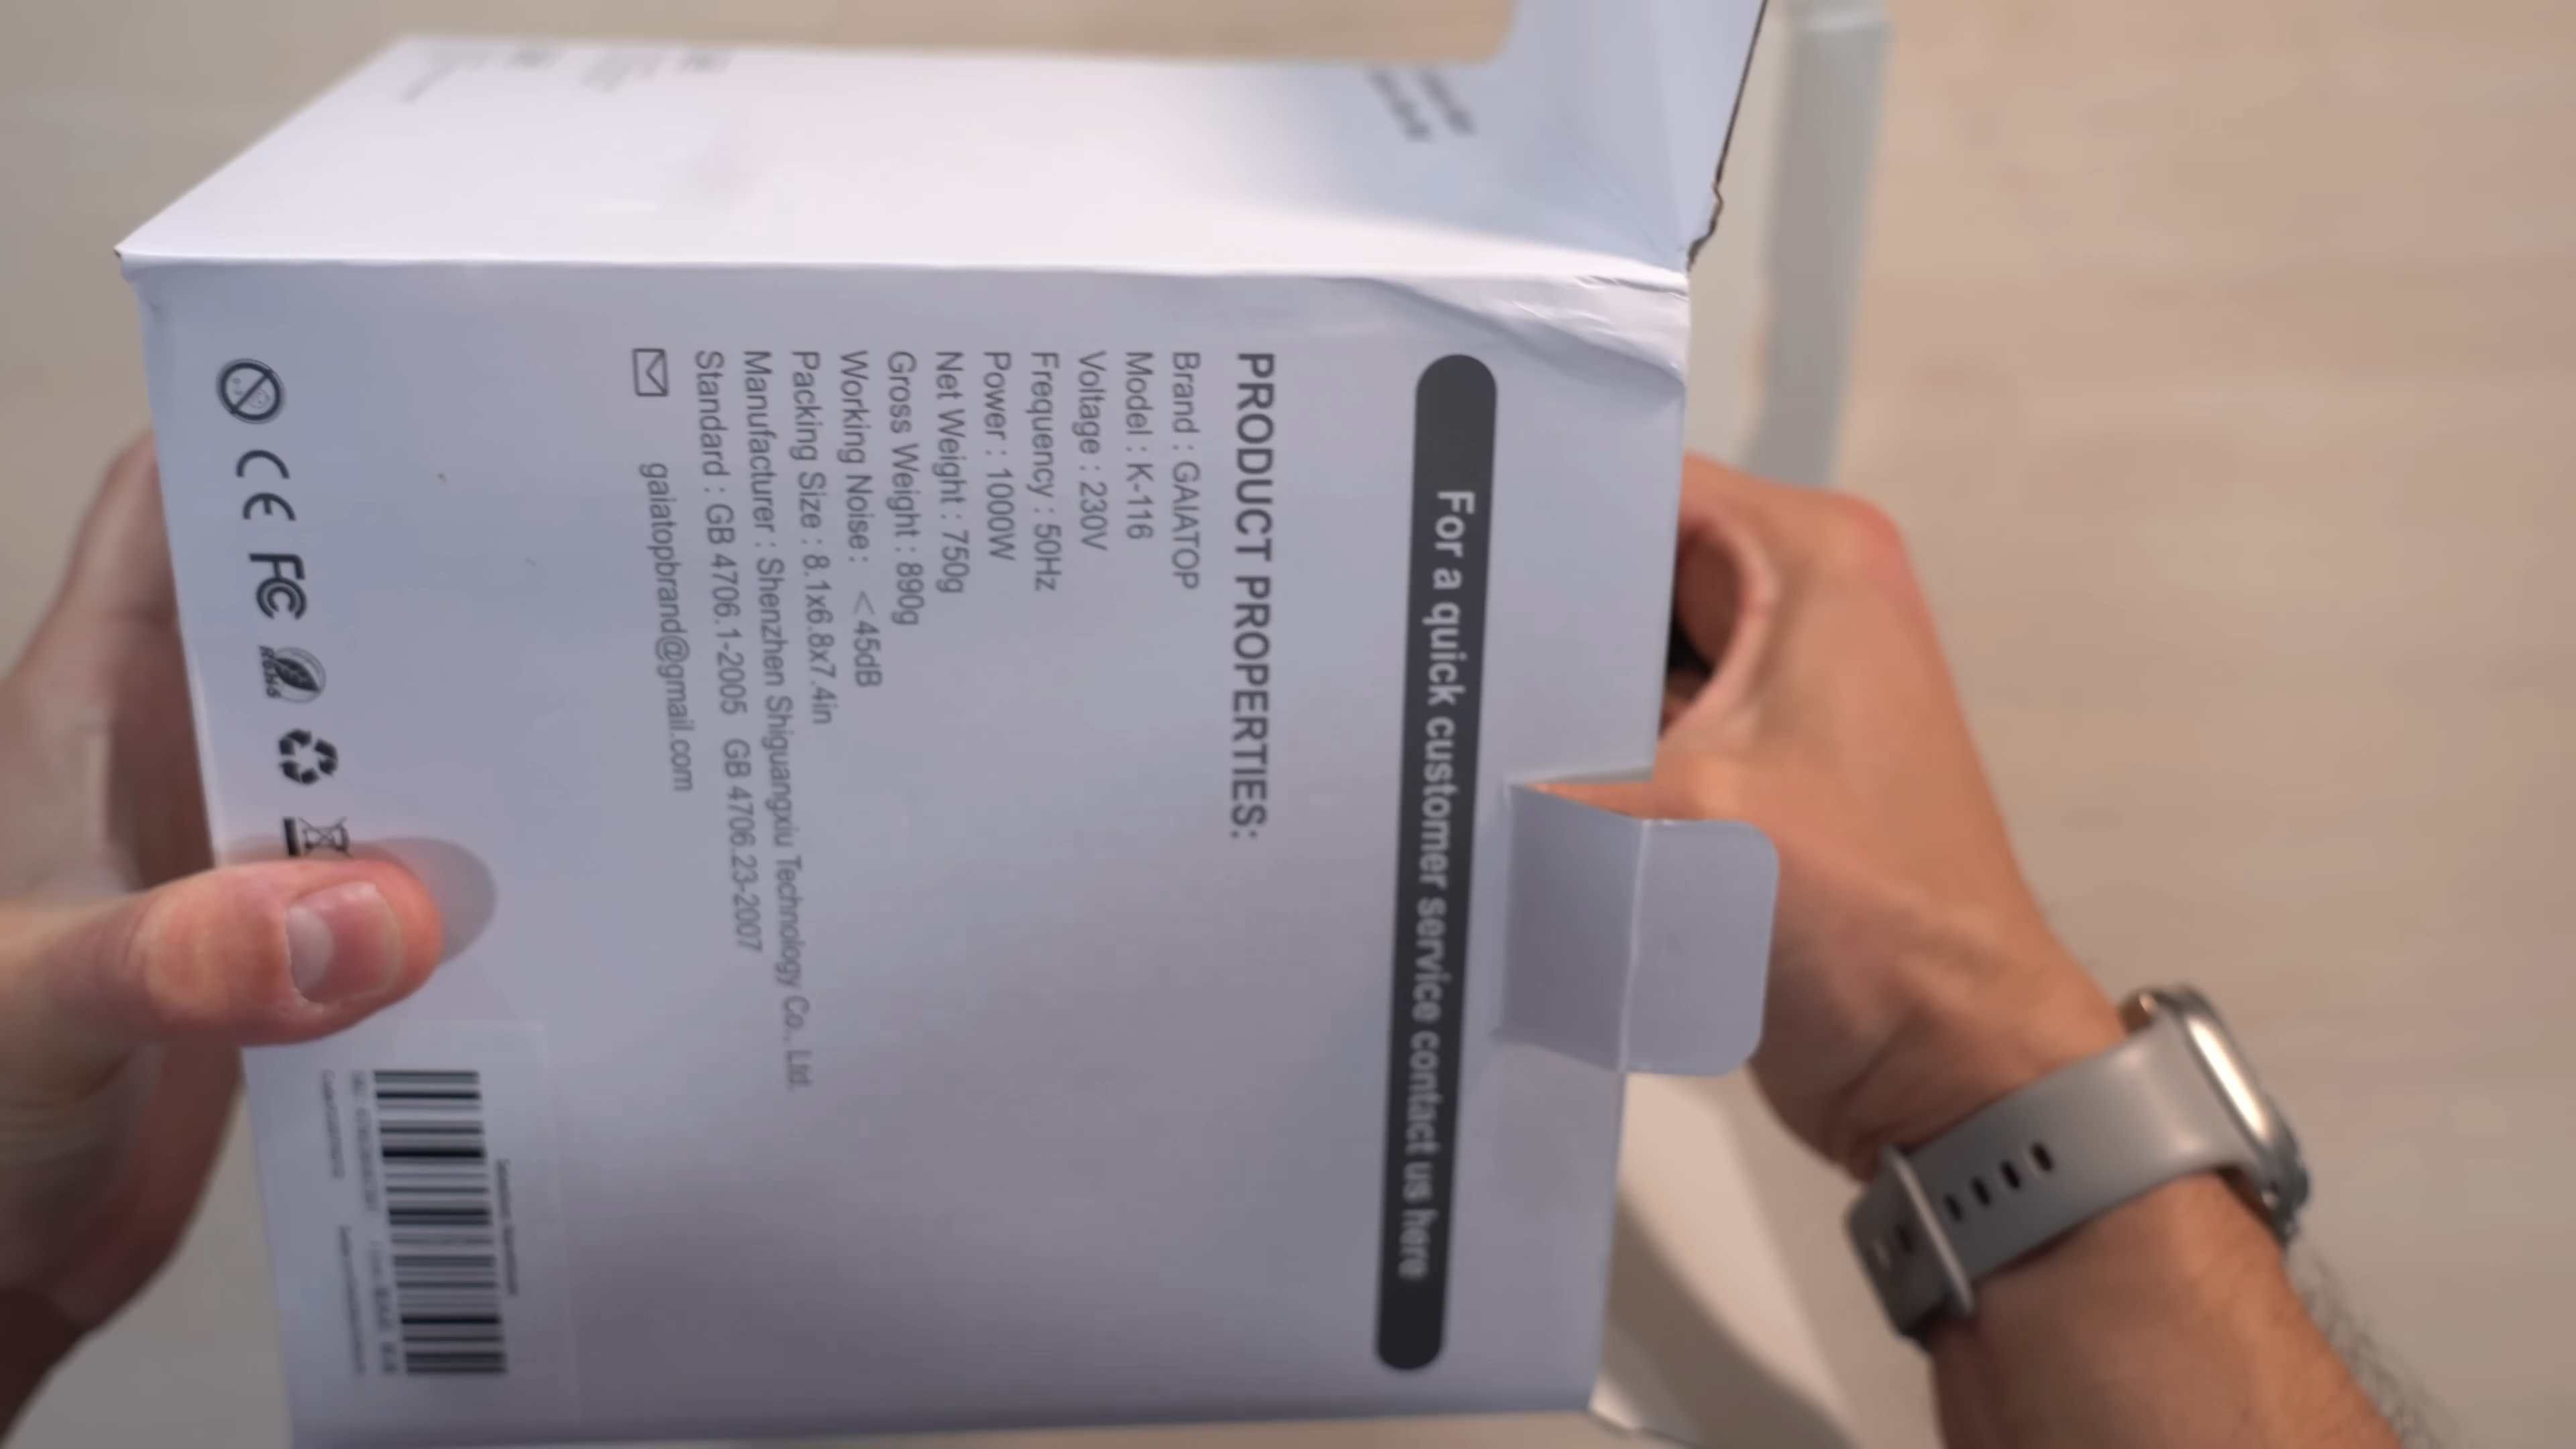 For a quick customer service contact us here
PRODUCT PROPERTIES:
Brand : GAIATOP
Model : K-116
Voltage : 230V
Frequency : 50Hz
Power : 1000W
Net Weight : 750g
Gross Weight : 890g
Working Noise : <45dB
Packing Size : 8.1x6.8x7.4in
Manufacturer : Shenzhen Shiguangxiu Technology Co., Ltd.
Standard : GB 4706.1-2005 GB 4706.23-2007
gaiatopbrand@gmail.com
CE FC RoHS